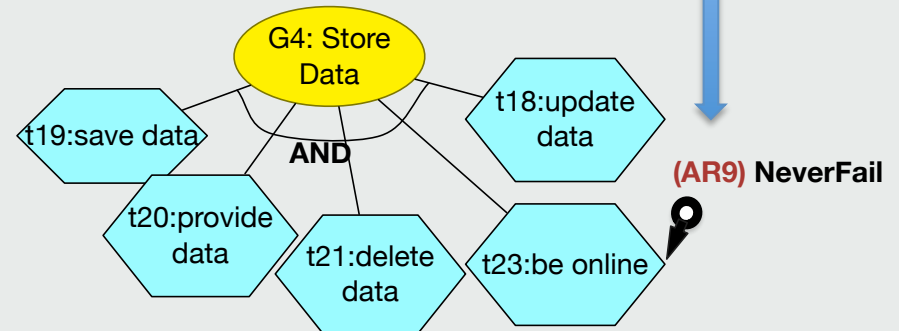 G4: Store
Data
t18:update
data
t19:save data
AND
(AR9) NeverFail
t20:provide
data
t21:delete
data
t23:be online